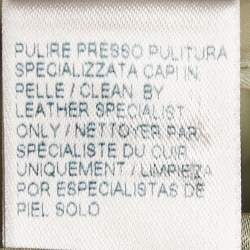 PULIRE PRESSO PULITURA
SPECIALIZZATA CAPI IN
PELLE / CLEAN BY
LEATHER SPECIALIST
ONLY / NETTOYER PAR
SPÉCIALISTE DU CUIR
UNIQUEMENT / LIMPIEZA
POR ESPECIALISTAS DE
PIEL SOLO